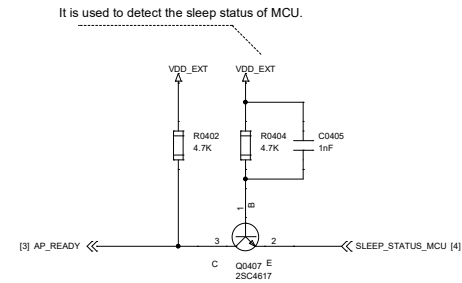 It is used to detect the sleep status of MCU.
VDD_EXT VDD_EXT
R0402 R0404 C0405
4.7K 4.7K 1nF
1 B
[3] AP_READY 3 2 SLEEP_STATUS_MCU [4]
C Q0407 E
2SC4617